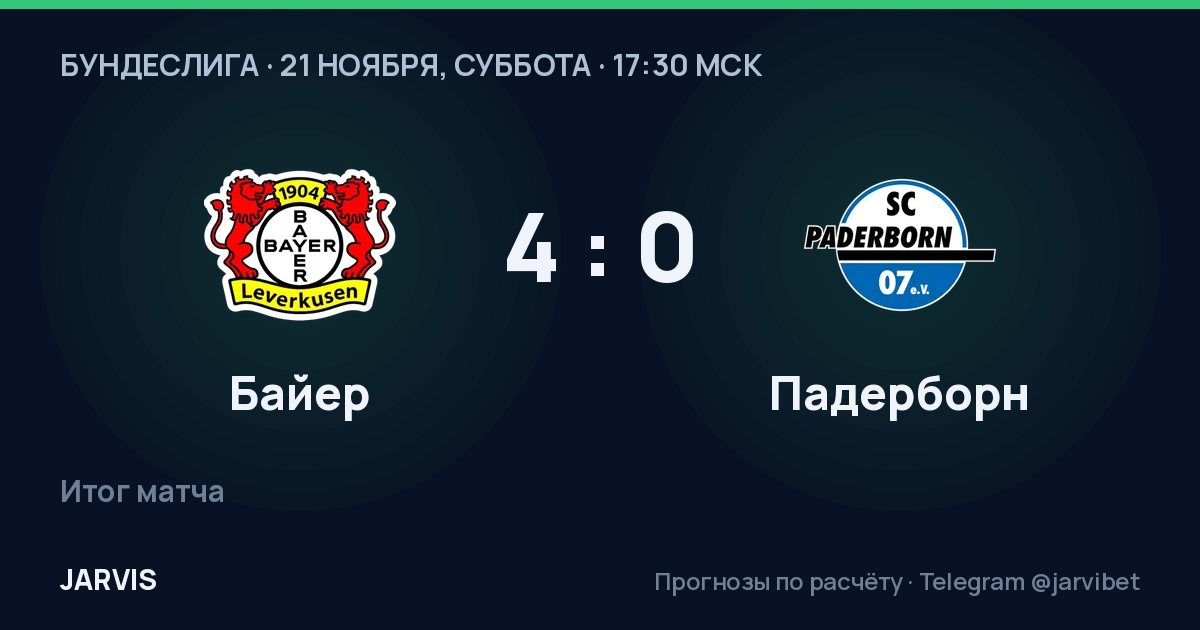 БУНДЕСЛИГА · 21 НОЯБРЯ, СУББОТА · 17:30 МСК
1904
BAYER
BAYER
Leverkusen
4 : 0
SC
PADERBORN
07 e.V.
Байер
Падерборн
Итог матча
JARVIS
Прогнозы по расчёту · Telegram @jarvibet